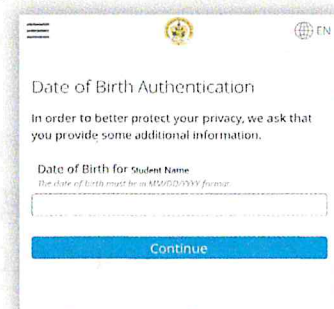 EN
Date of Birth Authentication
In order to better protect your privacy, we ask that
you provide some additional information.
Date of Birth for Student Name
The date of birth must be in MM/DD/YYYY format
Continue